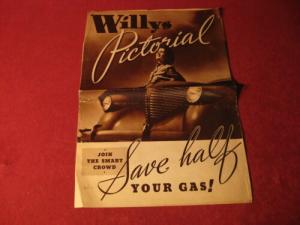 Willys
Pictorial
JOIN
THE SMART
CROWD
Save half
YOUR GAS!